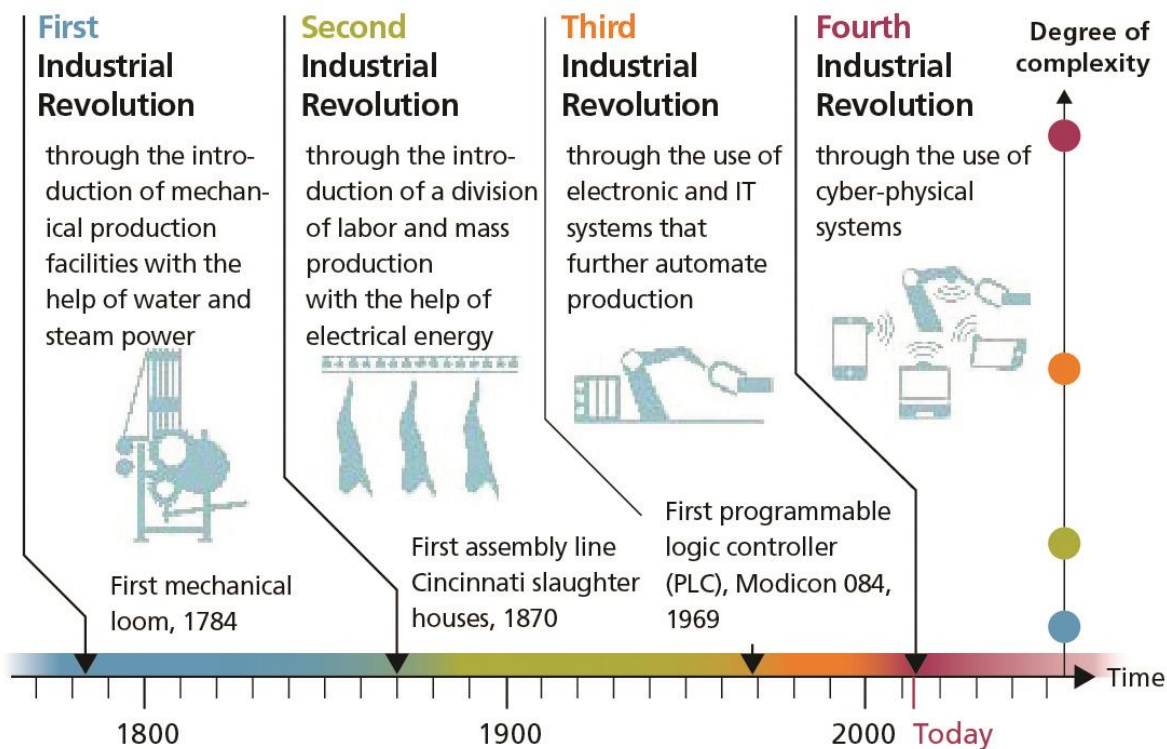 First
Industrial
Revolution
through the intro-
duction of mechan-
ical production
facilities with the
help of water and
steam power
First mechanical
loom, 1784
Second
Industrial
Revolution
through the intro-
duction of a division
of labor and mass
production
with the help of
electrical energy
First assembly line
Cincinnati slaughter
houses, 1870
Third
Industrial
Revolution
through the use of
electronic and IT
systems that
further automate
production
First programmable
logic controller
(PLC), Modicon 084,
1969
Fourth
Industrial
Revolution
through the use of
cyber-physical
systems
Degree of
complexity
Time
1800
1900
2000
Today